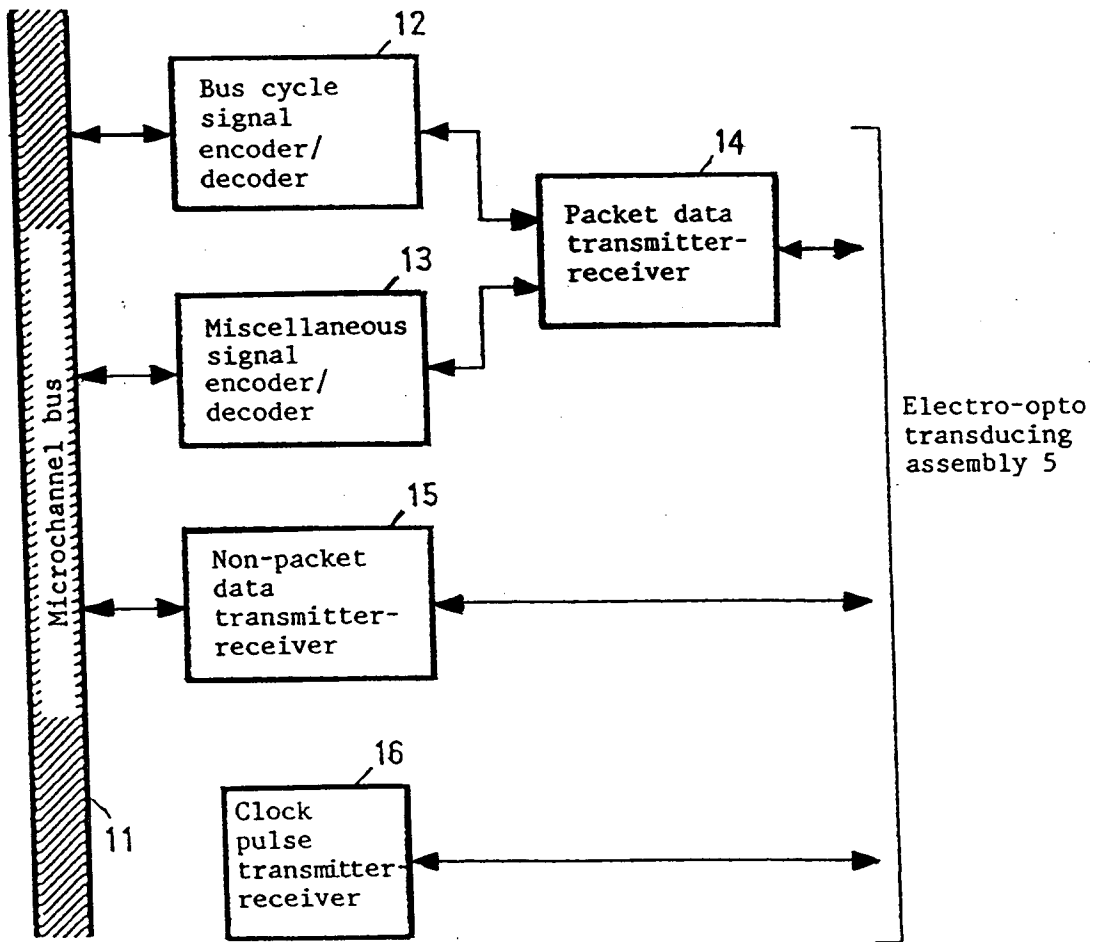 12
Bus cycle
signal
encoder/
decoder
14
Packet data
transmitter-
receiver
13
Miscellaneous
signal
encoder/
decoder
Microchannel bus
Electro-opto
transducing
assembly 5
15
Non-packet
data
transmitter-
receiver
16
Clock
pulse
transmitter-
receiver
11